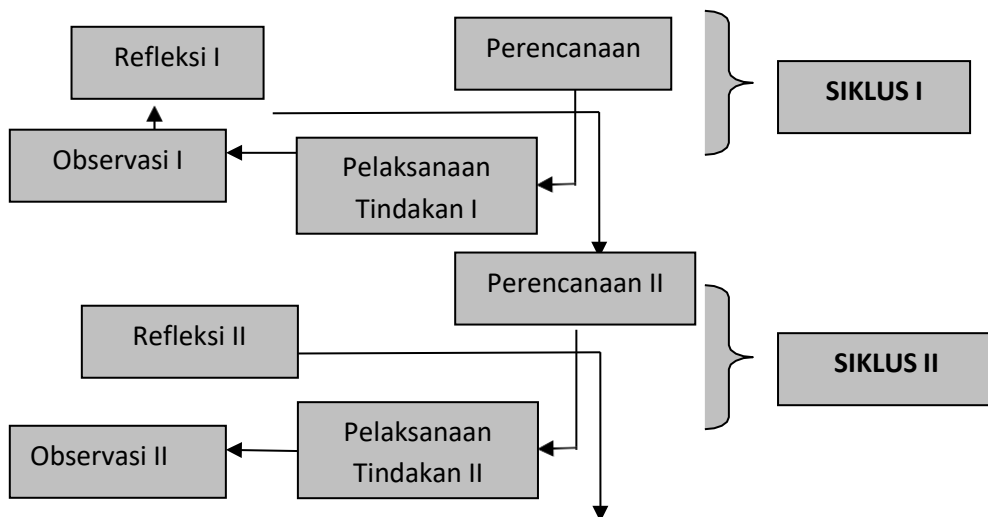 Refleksi I
Perencanaan
SIKLUS I
Observasi I
Pelaksanaan
Tindakan I
Perencanaan II
Refleksi II
SIKLUS II
Observasi II
Pelaksanaan
Tindakan II